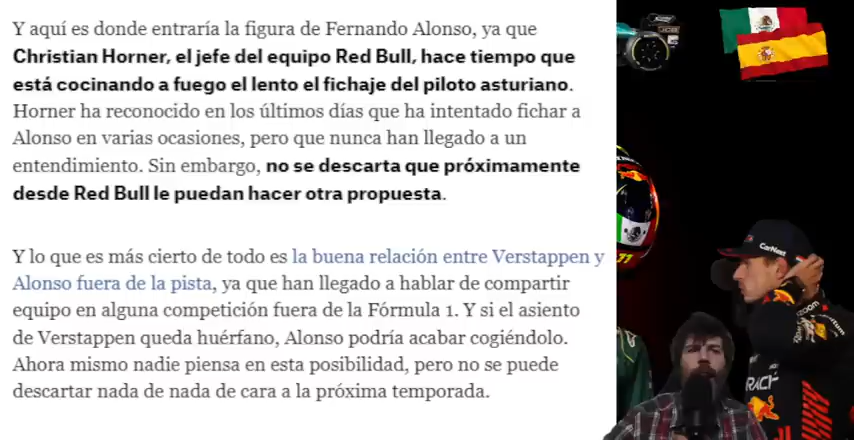 Y aquí es donde entraría la figura de Fernando Alonso, ya que
Christian Horner, el jefe del equipo Red Bull, hace tiempo que
está cocinando a fuego el lento el fichaje del piloto asturiano.
Horner ha reconocido en los últimos días que ha intentado fichar a
Alonso en varias ocasiones, pero que nunca han llegado a un
entendimiento. Sin embargo, no se descarta que próximamente
desde Red Bull le puedan hacer otra propuesta.
Y lo que es más cierto de todo es la buena relación entre Verstappen y
Alonso fuera de la pista, ya que han llegado a hablar de compartir
equipo en alguna competición fuera de la Fórmula 1. Y si el asiento
de Verstappen queda huérfano, Alonso podría acabar cogiéndolo.
Ahora mismo nadie piensa en esta posibilidad, pero no se puede
descartar nada de nada de cara a la próxima temporada.
JCB
11
CarNext